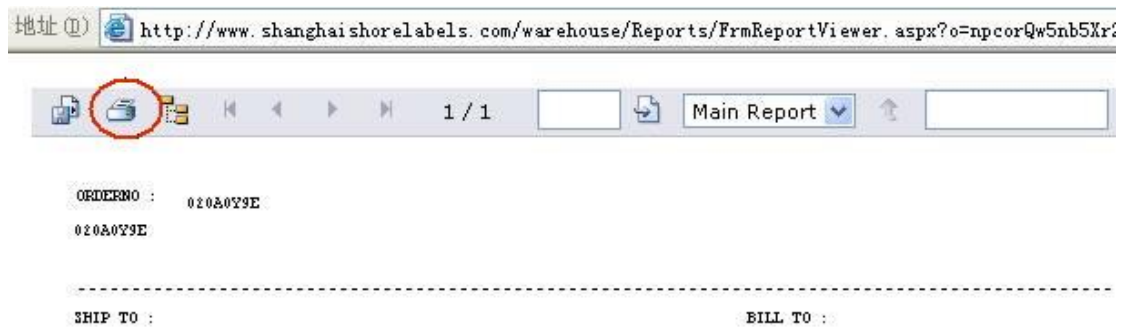 地址(D) http://www.shanghaishorelabels.com/warehouse/Reports/FrmReportViewer.aspx?o=npcorQw5nb5Xr2
1 / 1 Main Report
ORDERNO : 020A0Y9E
020A0Y9E
SHIP TO : BILL TO :